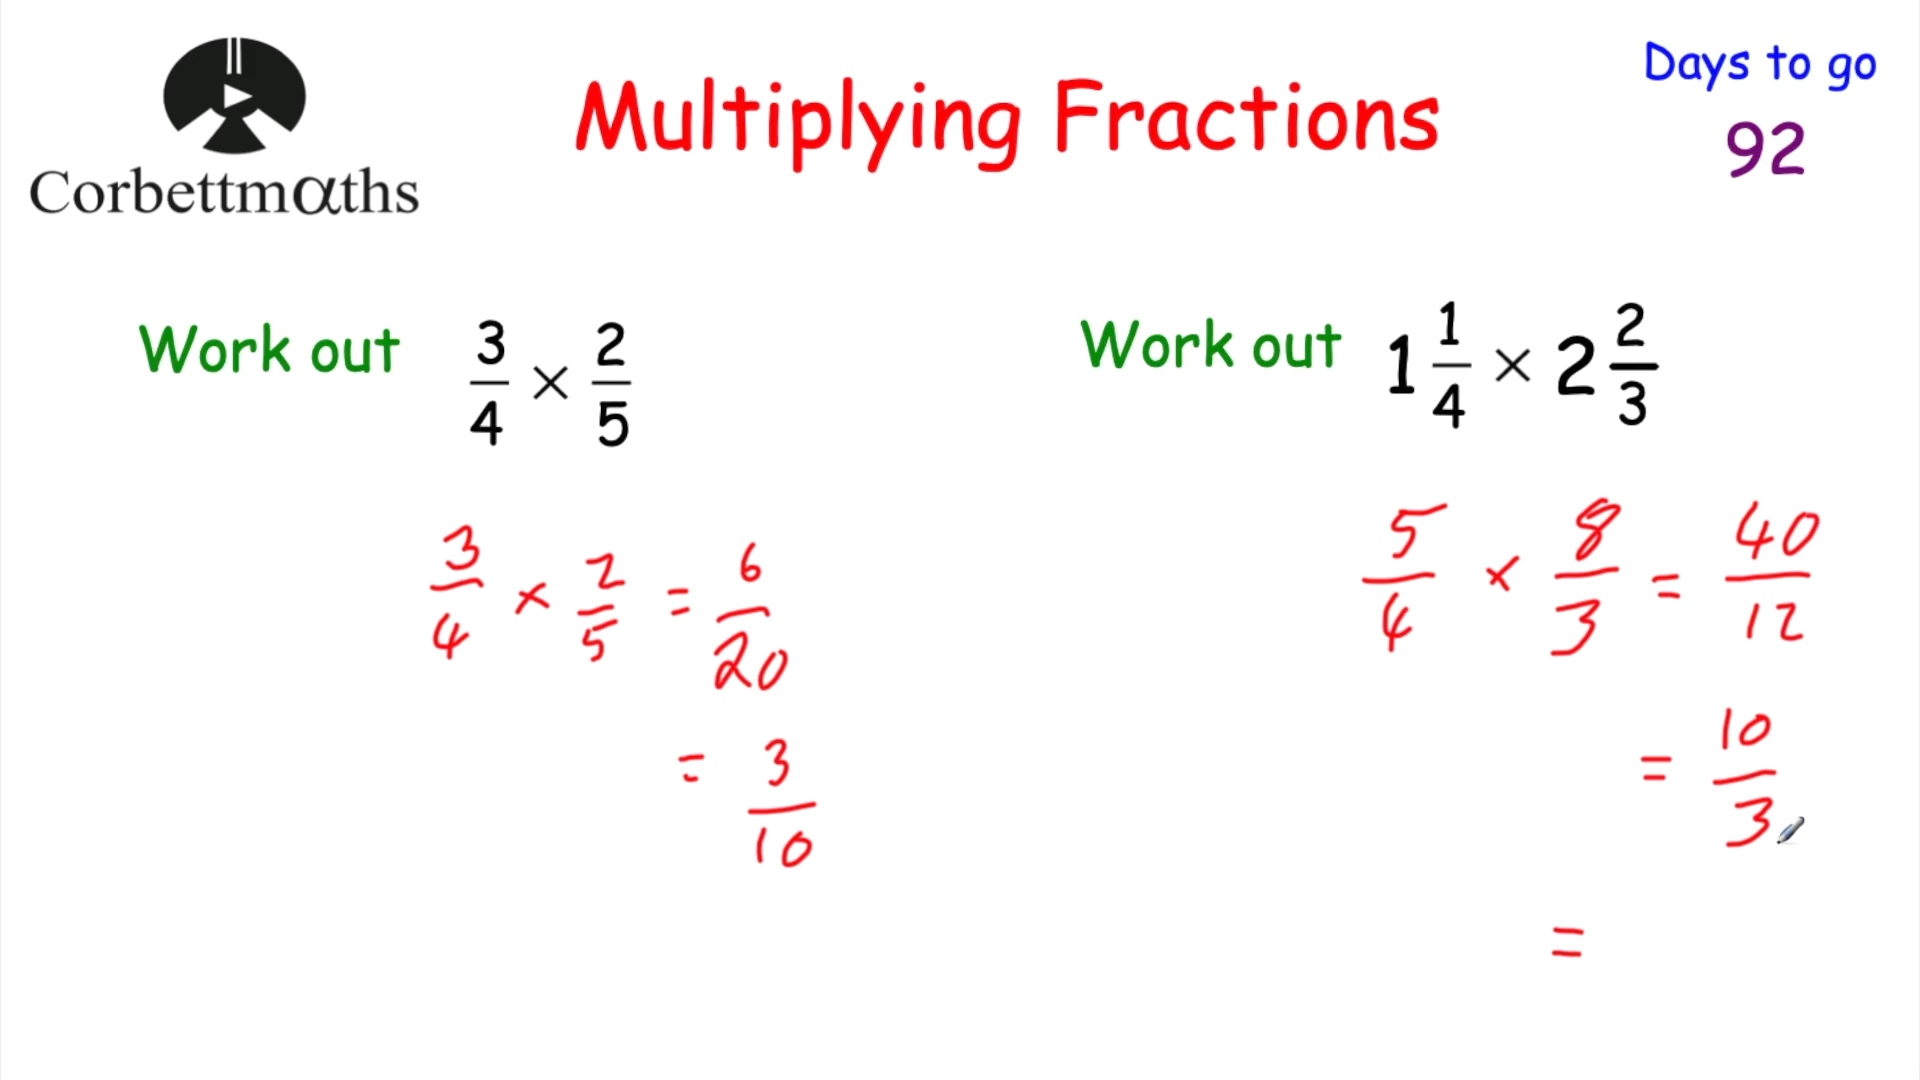 Corbettmαths
Multiplying Fractions
Days to go
92
Work out 3/4 × 2/5
3/4 × 2/5 = 6/20
= 3/10
Work out 1 1/4 × 2 2/3
5/4 × 8/3 = 40/12
= 10/3
=